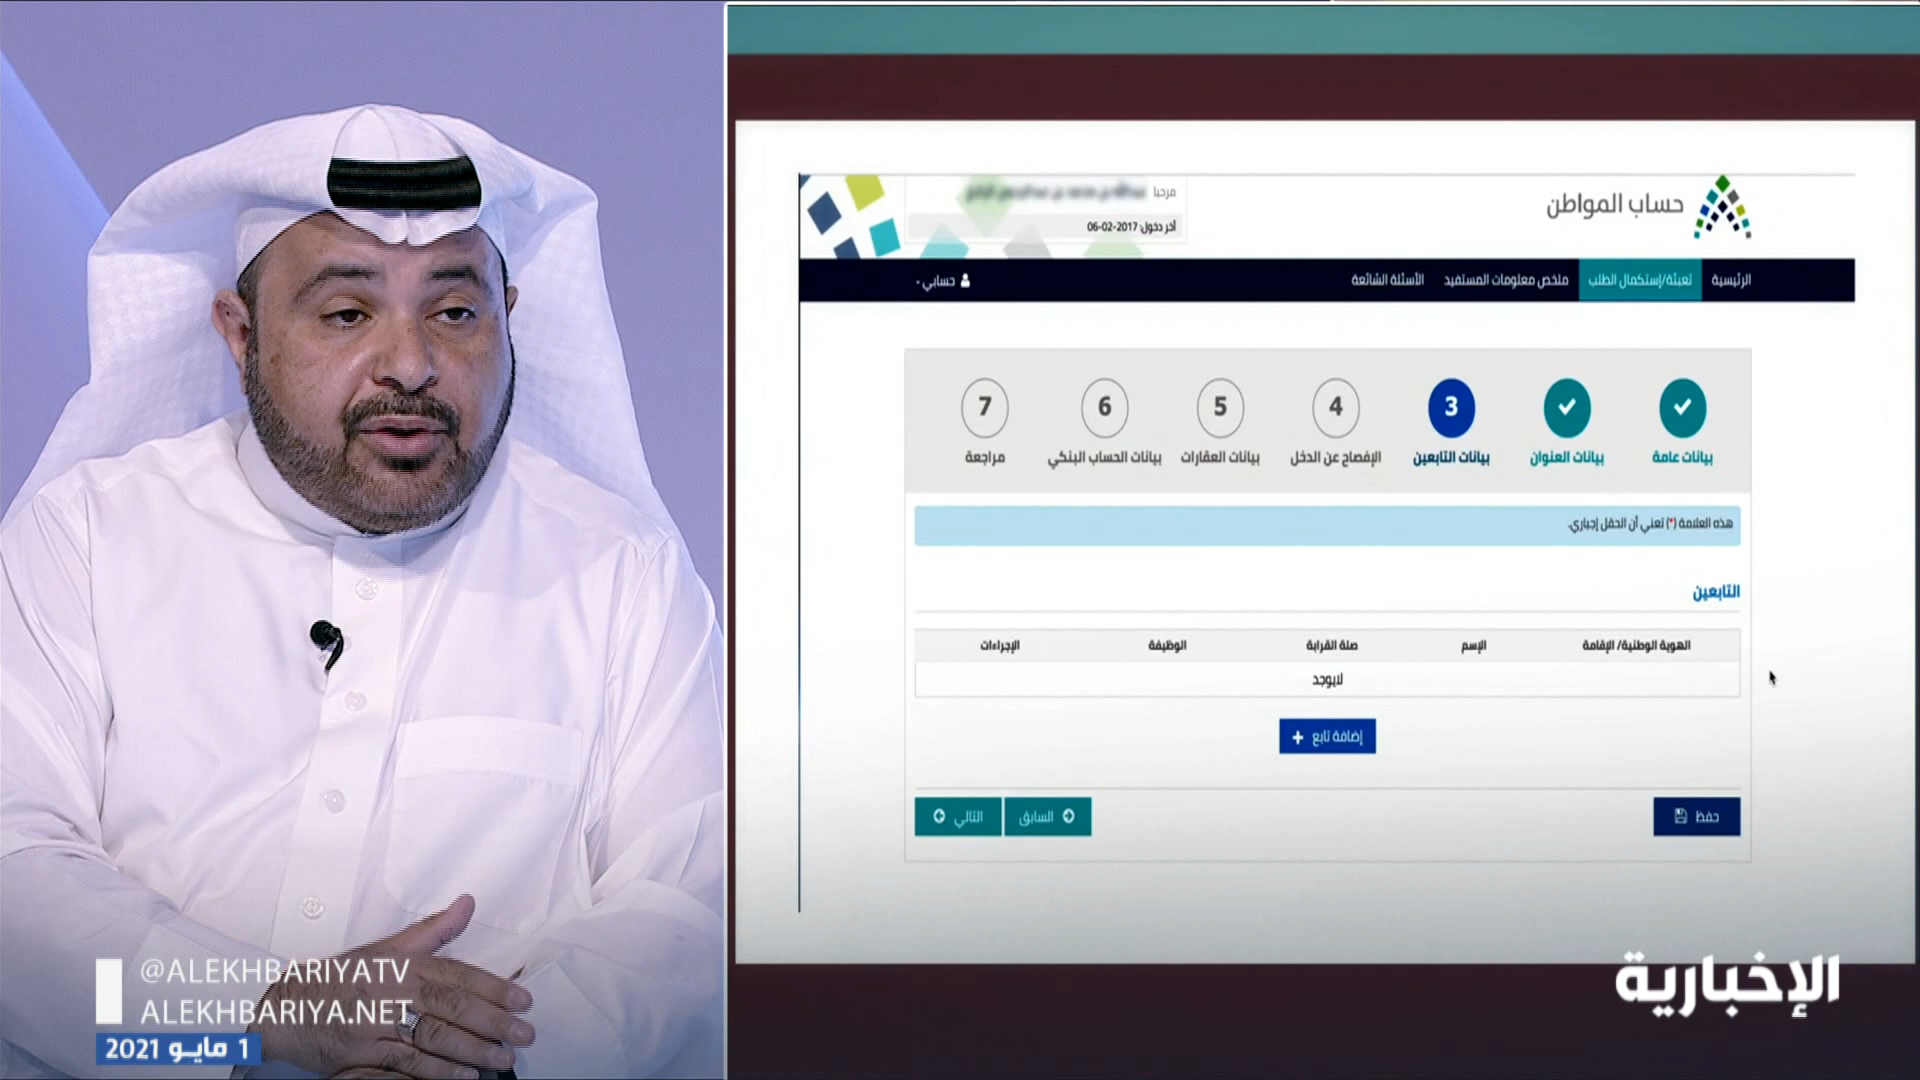 حساب المواطن
مرحبا
آخر دخول: 2017-02-06
الرئيسية
تعبئة/إستكمال الطلب
ملخص معلومات المستفيد
الأسئلة الشائعة
حسابي
3
4
5
6
7
بيانات عامة
بيانات العنوان
بيانات التابعين
الإفصاح عن الدخل
بيانات العقارات
بيانات الحساب البنكي
مراجعة
هذه العلامة (*) تعني أن الحقل إجباري.
التابعين
الهوية الوطنية/ الإقامة
الإسم
صلة القرابة
الوظيفة
الإجراءات
لايوجد
إضافة تابع +
حفظ
السابق
التالي
الإخبارية
@ALEKHBARIYATV
ALEKHBARIYA.NET
1 مايو 2021